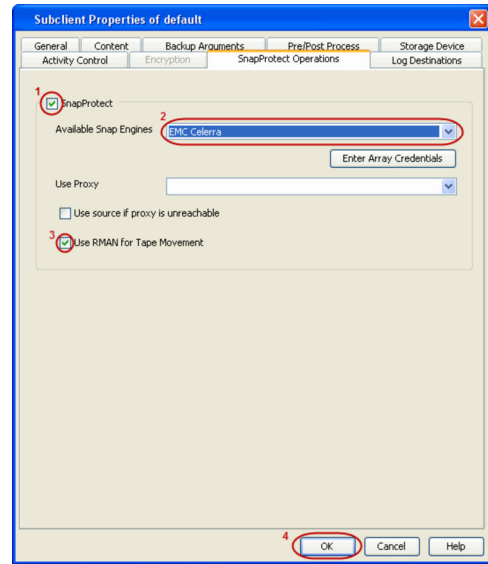 Subclient Properties of default
General Content Backup Arguments Pre/Post Process Storage Device
Activity Control Encryption SnapProtect Operations Log Destinations
1
SnapProtect
2
Available Snap Engines EMC Celerra
Enter Array Credentials
Use Proxy
Use source if proxy is unreachable
3
Use RMAN for Tape Movement
4
OK Cancel Help